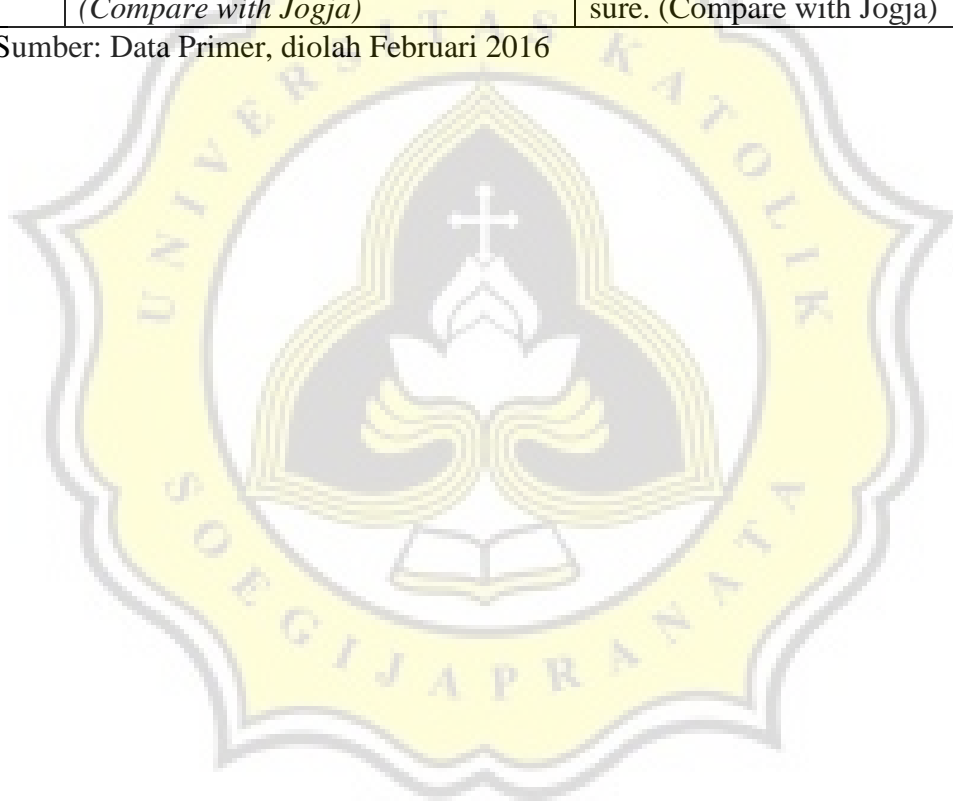 (Compare with Jogja)
sure. (Compare with Jogja)
Sumber: Data Primer, diolah Februari 2016
UNIVERSITAS KATOLIK
SOEGIJAPRANATA